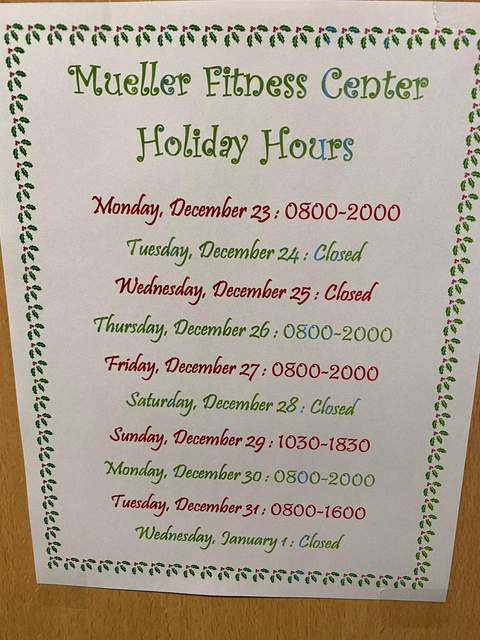 Mueller Fitness Center
Holiday Hours
Monday, December 23 : 0800-2000
Tuesday, December 24 : Closed
Wednesday, December 25 : Closed
Thursday, December 26 : 0800-2000
Friday, December 27 : 0800-2000
Saturday, December 28 : Closed
Sunday, December 29 : 1030-1830
Monday, December 30 : 0800-2000
Tuesday, December 31 : 0800-1600
Wednesday, January 1 : Closed